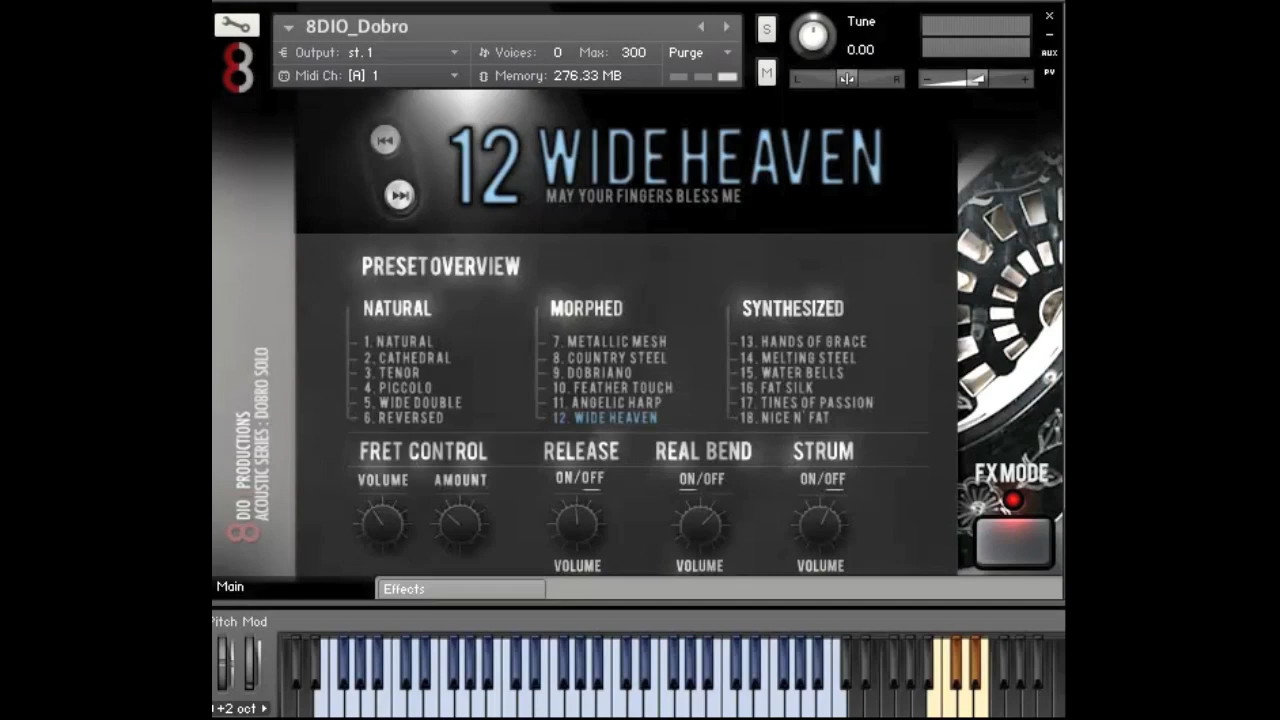 8DIO_Dobro
Output: st.1
Voices: 0 Max: 300
Purge
Midi Ch: [A] 1
Memory: 276.33 MB
S
M
Tune
0.00
L R
- +
×
-
AUX
PV
12 WIDE HEAVEN
MAY YOUR FINGERS BLESS ME
PRESET OVERVIEW
NATURAL
1. NATURAL
2. CATHEDRAL
3. TENOR
4. PICCOLO
5. WIDE DOUBLE
6. REVERSED
MORPHED
7. METALLIC MESH
8. COUNTRY STEEL
9. DOBRIANO
10. FEATHER TOUCH
11. ANGELIC HARP
12. WIDE HEAVEN
SYNTHESIZED
13. HANDS OF GRACE
14. MELTING STEEL
15. WATER BELLS
16. FAT SILK
17. TINES OF PASSION
18. NICE N' FAT
FRET CONTROL
VOLUME AMOUNT
RELEASE
ON/OFF
VOLUME
REAL BEND
ON/OFF
VOLUME
STRUM
ON/OFF
VOLUME
FX MODE
8DIO PRODUCTIONS
ACOUSTIC SERIES : DOBRO SOLO
Main
Effects
Pitch Mod
+2 oct